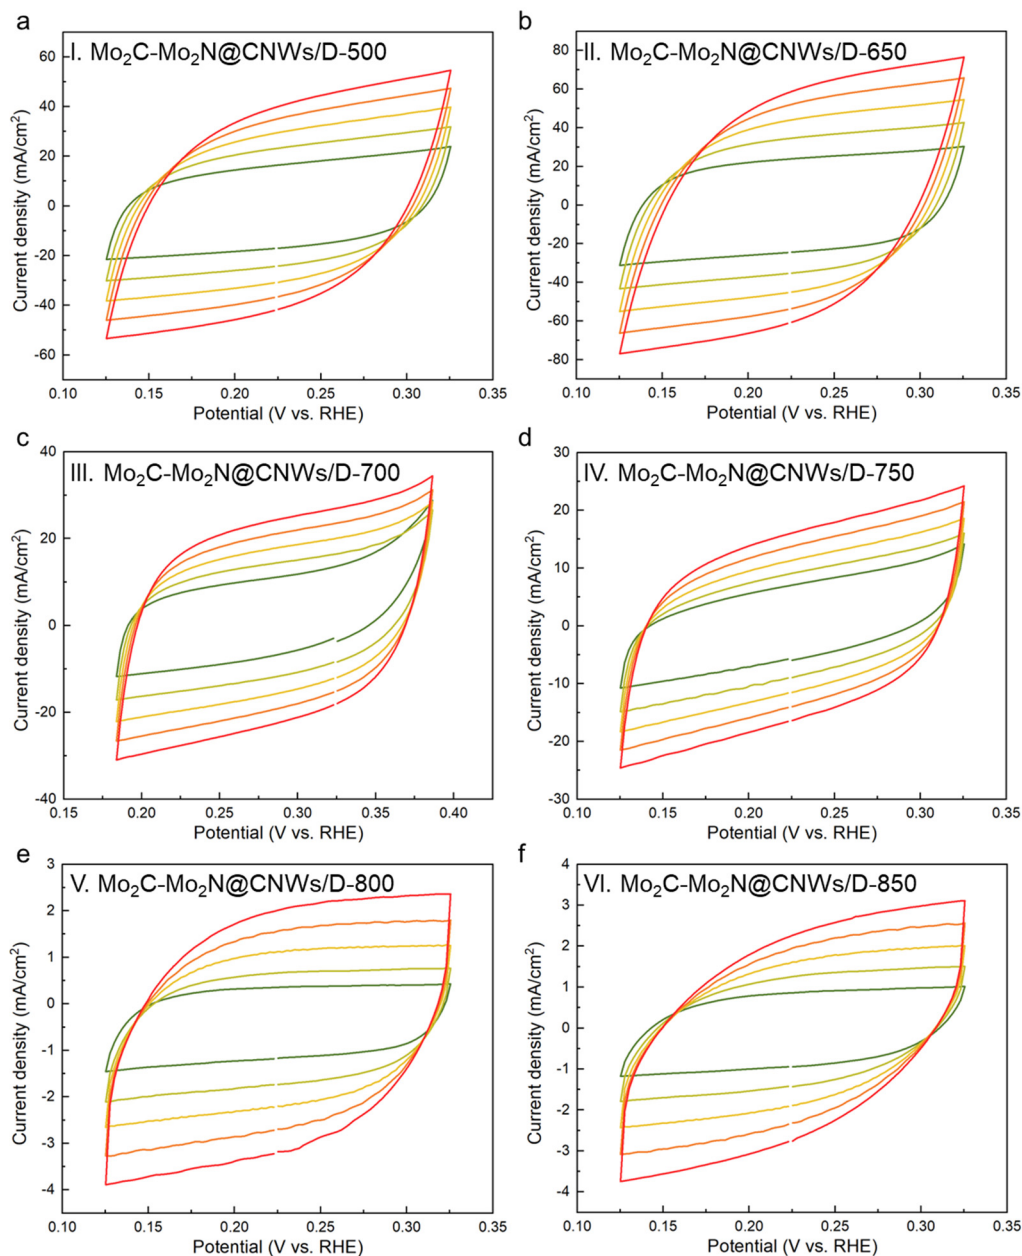 a
I. Mo₂C-Mo₂N@CNWs/D-500
60
40
20
0
-20
-40
-60
Current density (mA/cm²)
0.10 0.15 0.20 0.25 0.30 0.35
Potential (V vs. RHE)
b
II. Mo₂C-Mo₂N@CNWs/D-650
80
60
40
20
0
-20
-40
-60
-80
Current density (mA/cm²)
0.10 0.15 0.20 0.25 0.30 0.35
Potential (V vs. RHE)
c
III. Mo₂C-Mo₂N@CNWs/D-700
40
20
0
-20
-40
Current density (mA/cm²)
0.15 0.20 0.25 0.30 0.35 0.40
Potential (V vs. RHE)
d
IV. Mo₂C-Mo₂N@CNWs/D-750
30
20
10
0
-10
-20
-30
Current density (mA/cm²)
0.10 0.15 0.20 0.25 0.30 0.35
Potential (V vs. RHE)
e
V. Mo₂C-Mo₂N@CNWs/D-800
3
2
1
0
-1
-2
-3
-4
Current density (mA/cm²)
0.10 0.15 0.20 0.25 0.30 0.35
Potential (V vs. RHE)
f
VI. Mo₂C-Mo₂N@CNWs/D-850
4
3
2
1
0
-1
-2
-3
-4
Current density (mA/cm²)
0.10 0.15 0.20 0.25 0.30 0.35
Potential (V vs. RHE)